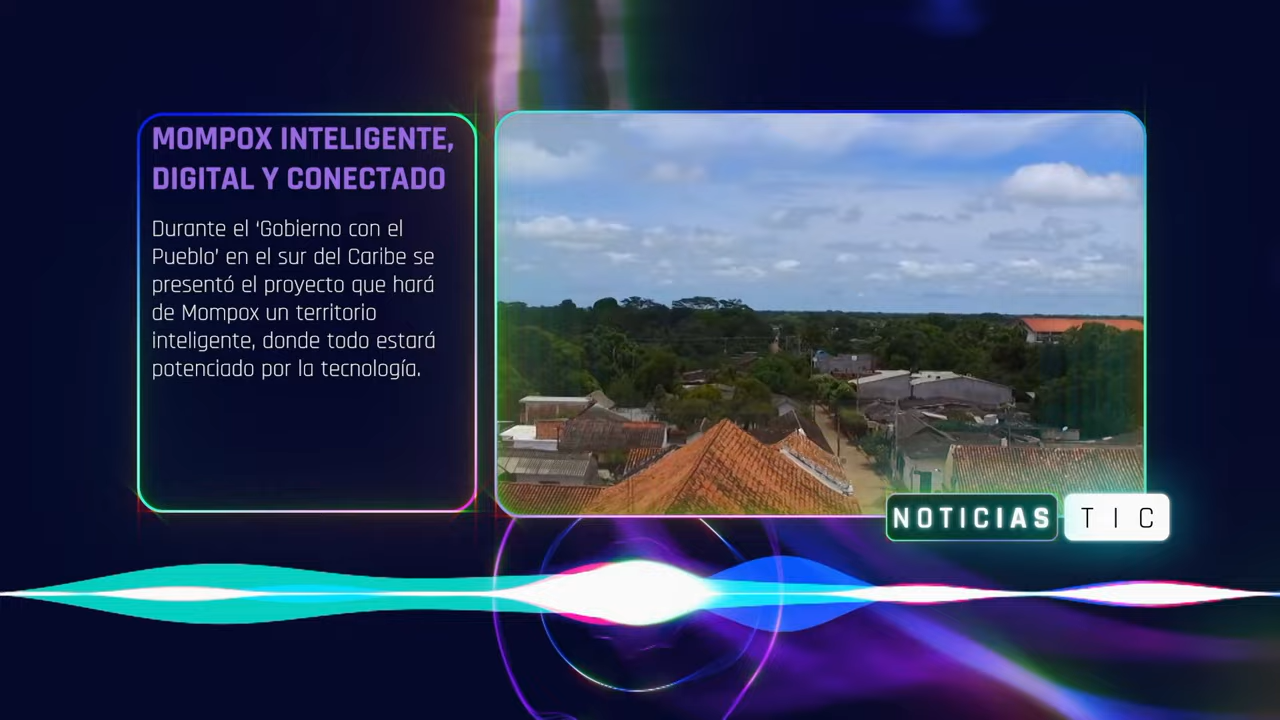 MOMPOX INTELIGENTE,
DIGITAL Y CONECTADO
Durante el ‘Gobierno con el
Pueblo’ en el sur del Caribe se
presentó el proyecto que hará
de Mompox un territorio
inteligente, donde todo estará
potenciado por la tecnología.
NOTICIAS TIC